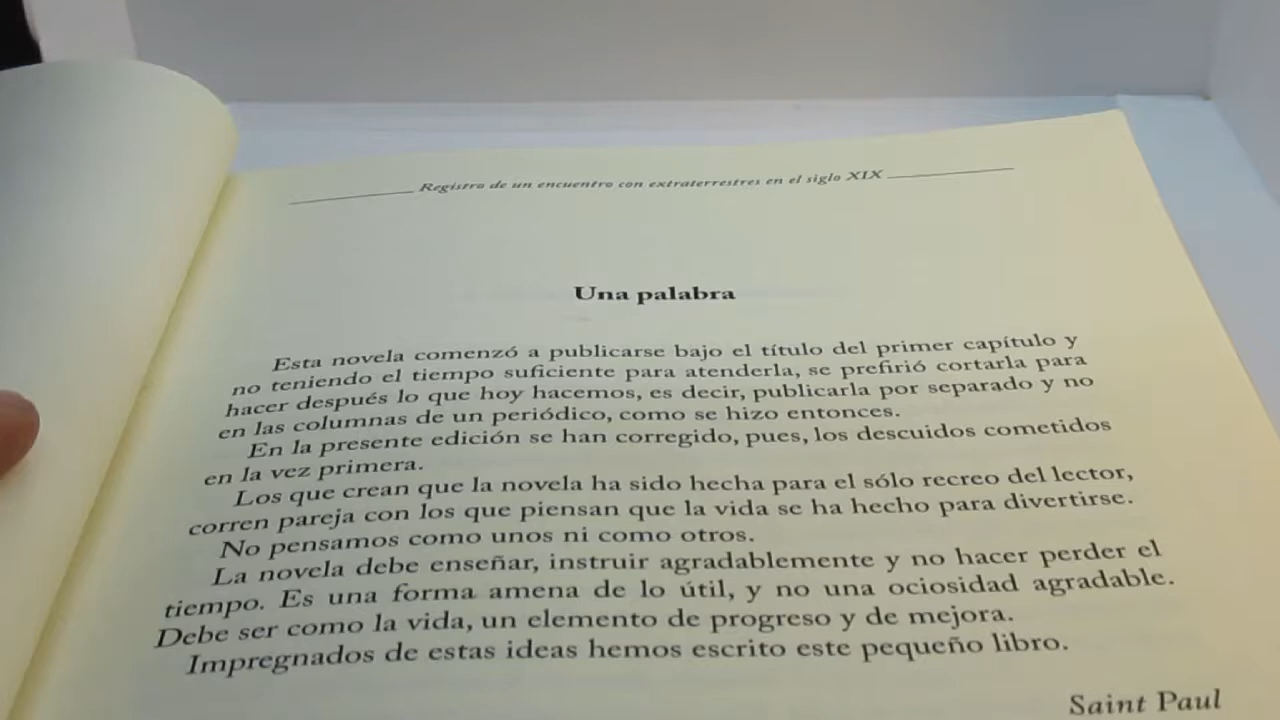 Registro de un encuentro con extraterrestres en el siglo XIX
Una palabra
Esta novela comenzó a publicarse bajo el título del primer capítulo y
no teniendo el tiempo suficiente para atenderla, se prefirió cortarla para
hacer después lo que hoy hacemos, es decir, publicarla por separado y no
en las columnas de un periódico, como se hizo entonces.
En la presente edición se han corregido, pues, los descuidos cometidos
en la vez primera.
Los que crean que la novela ha sido hecha para el sólo recreo del lector,
corren pareja con los que piensan que la vida se ha hecho para divertirse.
No pensamos como unos ni como otros.
La novela debe enseñar, instruir agradablemente y no hacer perder el
tiempo. Es una forma amena de lo útil, y no una ociosidad agradable.
Debe ser como la vida, un elemento de progreso y de mejora.
Impregnados de estas ideas hemos escrito este pequeño libro.
Saint Paul